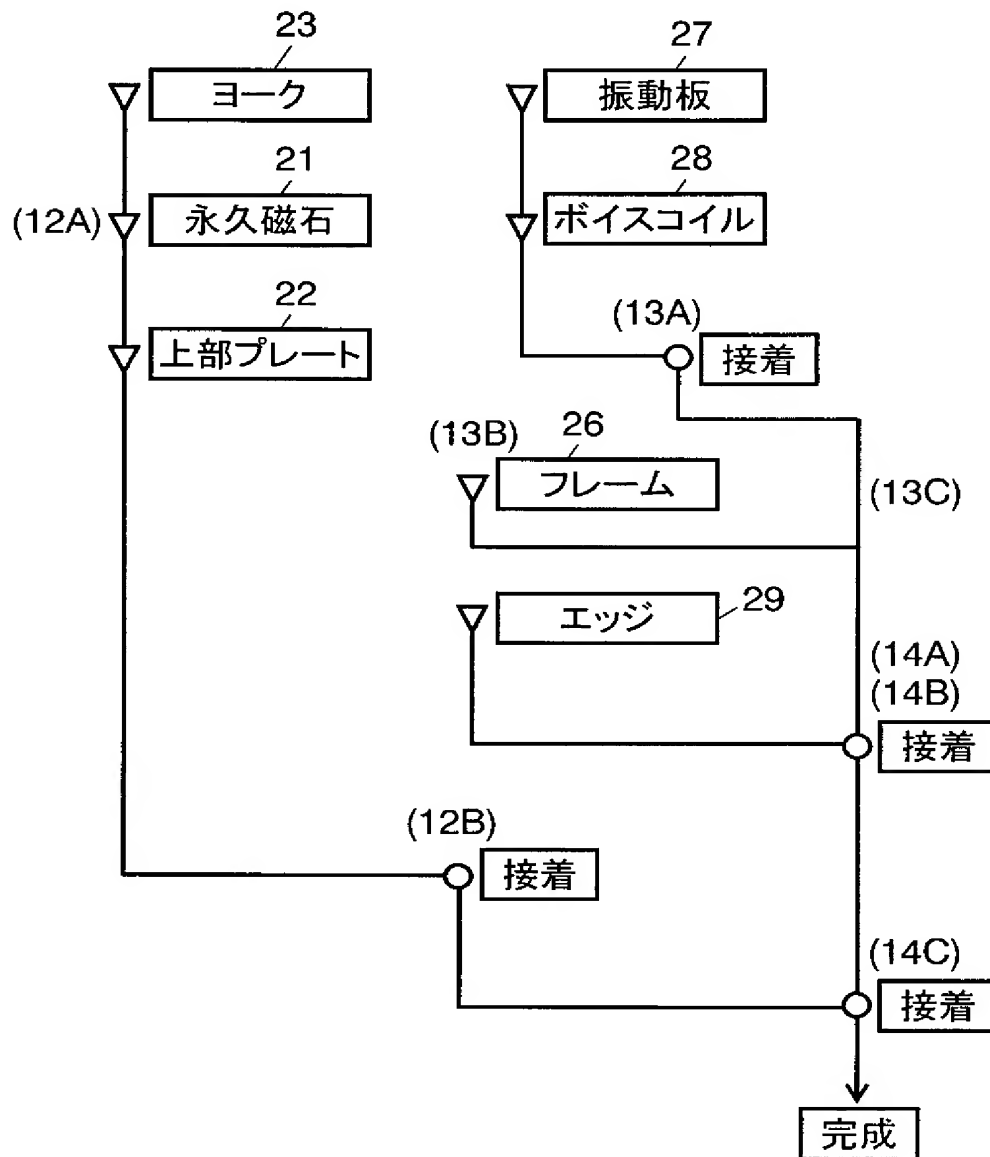 23
ヨーク
27
振動板
21
(12A)
永久磁石
28
ボイスコイル
22
上部プレート
(13A)
接着
(13B)
26
フレーム
(13C)
エッジ
29
(14A)
(14B)
接着
(12B)
接着
(14C)
接着
完成